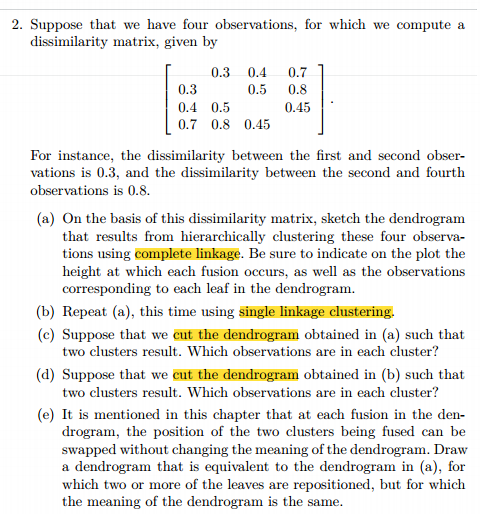 2. Suppose that we have four observations, for which we compute a
dissimilarity matrix, given by
0.3 0.4 0.7
0.3 0.5 0.8
0.4 0.5 0.45
0.7 0.8 0.45
.
For instance, the dissimilarity between the first and second obser-
vations is 0.3, and the dissimilarity between the second and fourth
observations is 0.8.
(a) On the basis of this dissimilarity matrix, sketch the dendrogram
that results from hierarchically clustering these four observa-
tions using complete linkage. Be sure to indicate on the plot the
height at which each fusion occurs, as well as the observations
corresponding to each leaf in the dendrogram.
(b) Repeat (a), this time using single linkage clustering.
(c) Suppose that we cut the dendrogram obtained in (a) such that
two clusters result. Which observations are in each cluster?
(d) Suppose that we cut the dendrogram obtained in (b) such that
two clusters result. Which observations are in each cluster?
(e) It is mentioned in this chapter that at each fusion in the den-
drogram, the position of the two clusters being fused can be
swapped without changing the meaning of the dendrogram. Draw
a dendrogram that is equivalent to the dendrogram in (a), for
which two or more of the leaves are repositioned, but for which
the meaning of the dendrogram is the same.